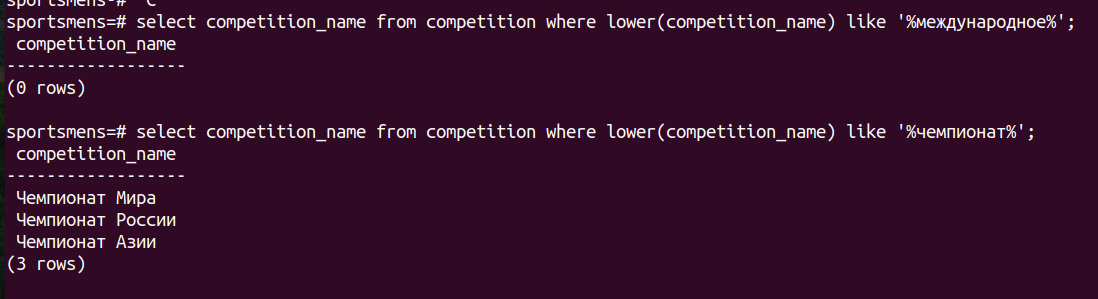 sportsmens-# ^C
sportsmens=# select competition_name from competition where lower(competition_name) like '%международное%';
competition_name
------------------
(0 rows)
sportsmens=# select competition_name from competition where lower(competition_name) like '%чемпионат%';
competition_name
------------------
Чемпионат Мира
Чемпионат России
Чемпионат Азии
(3 rows)